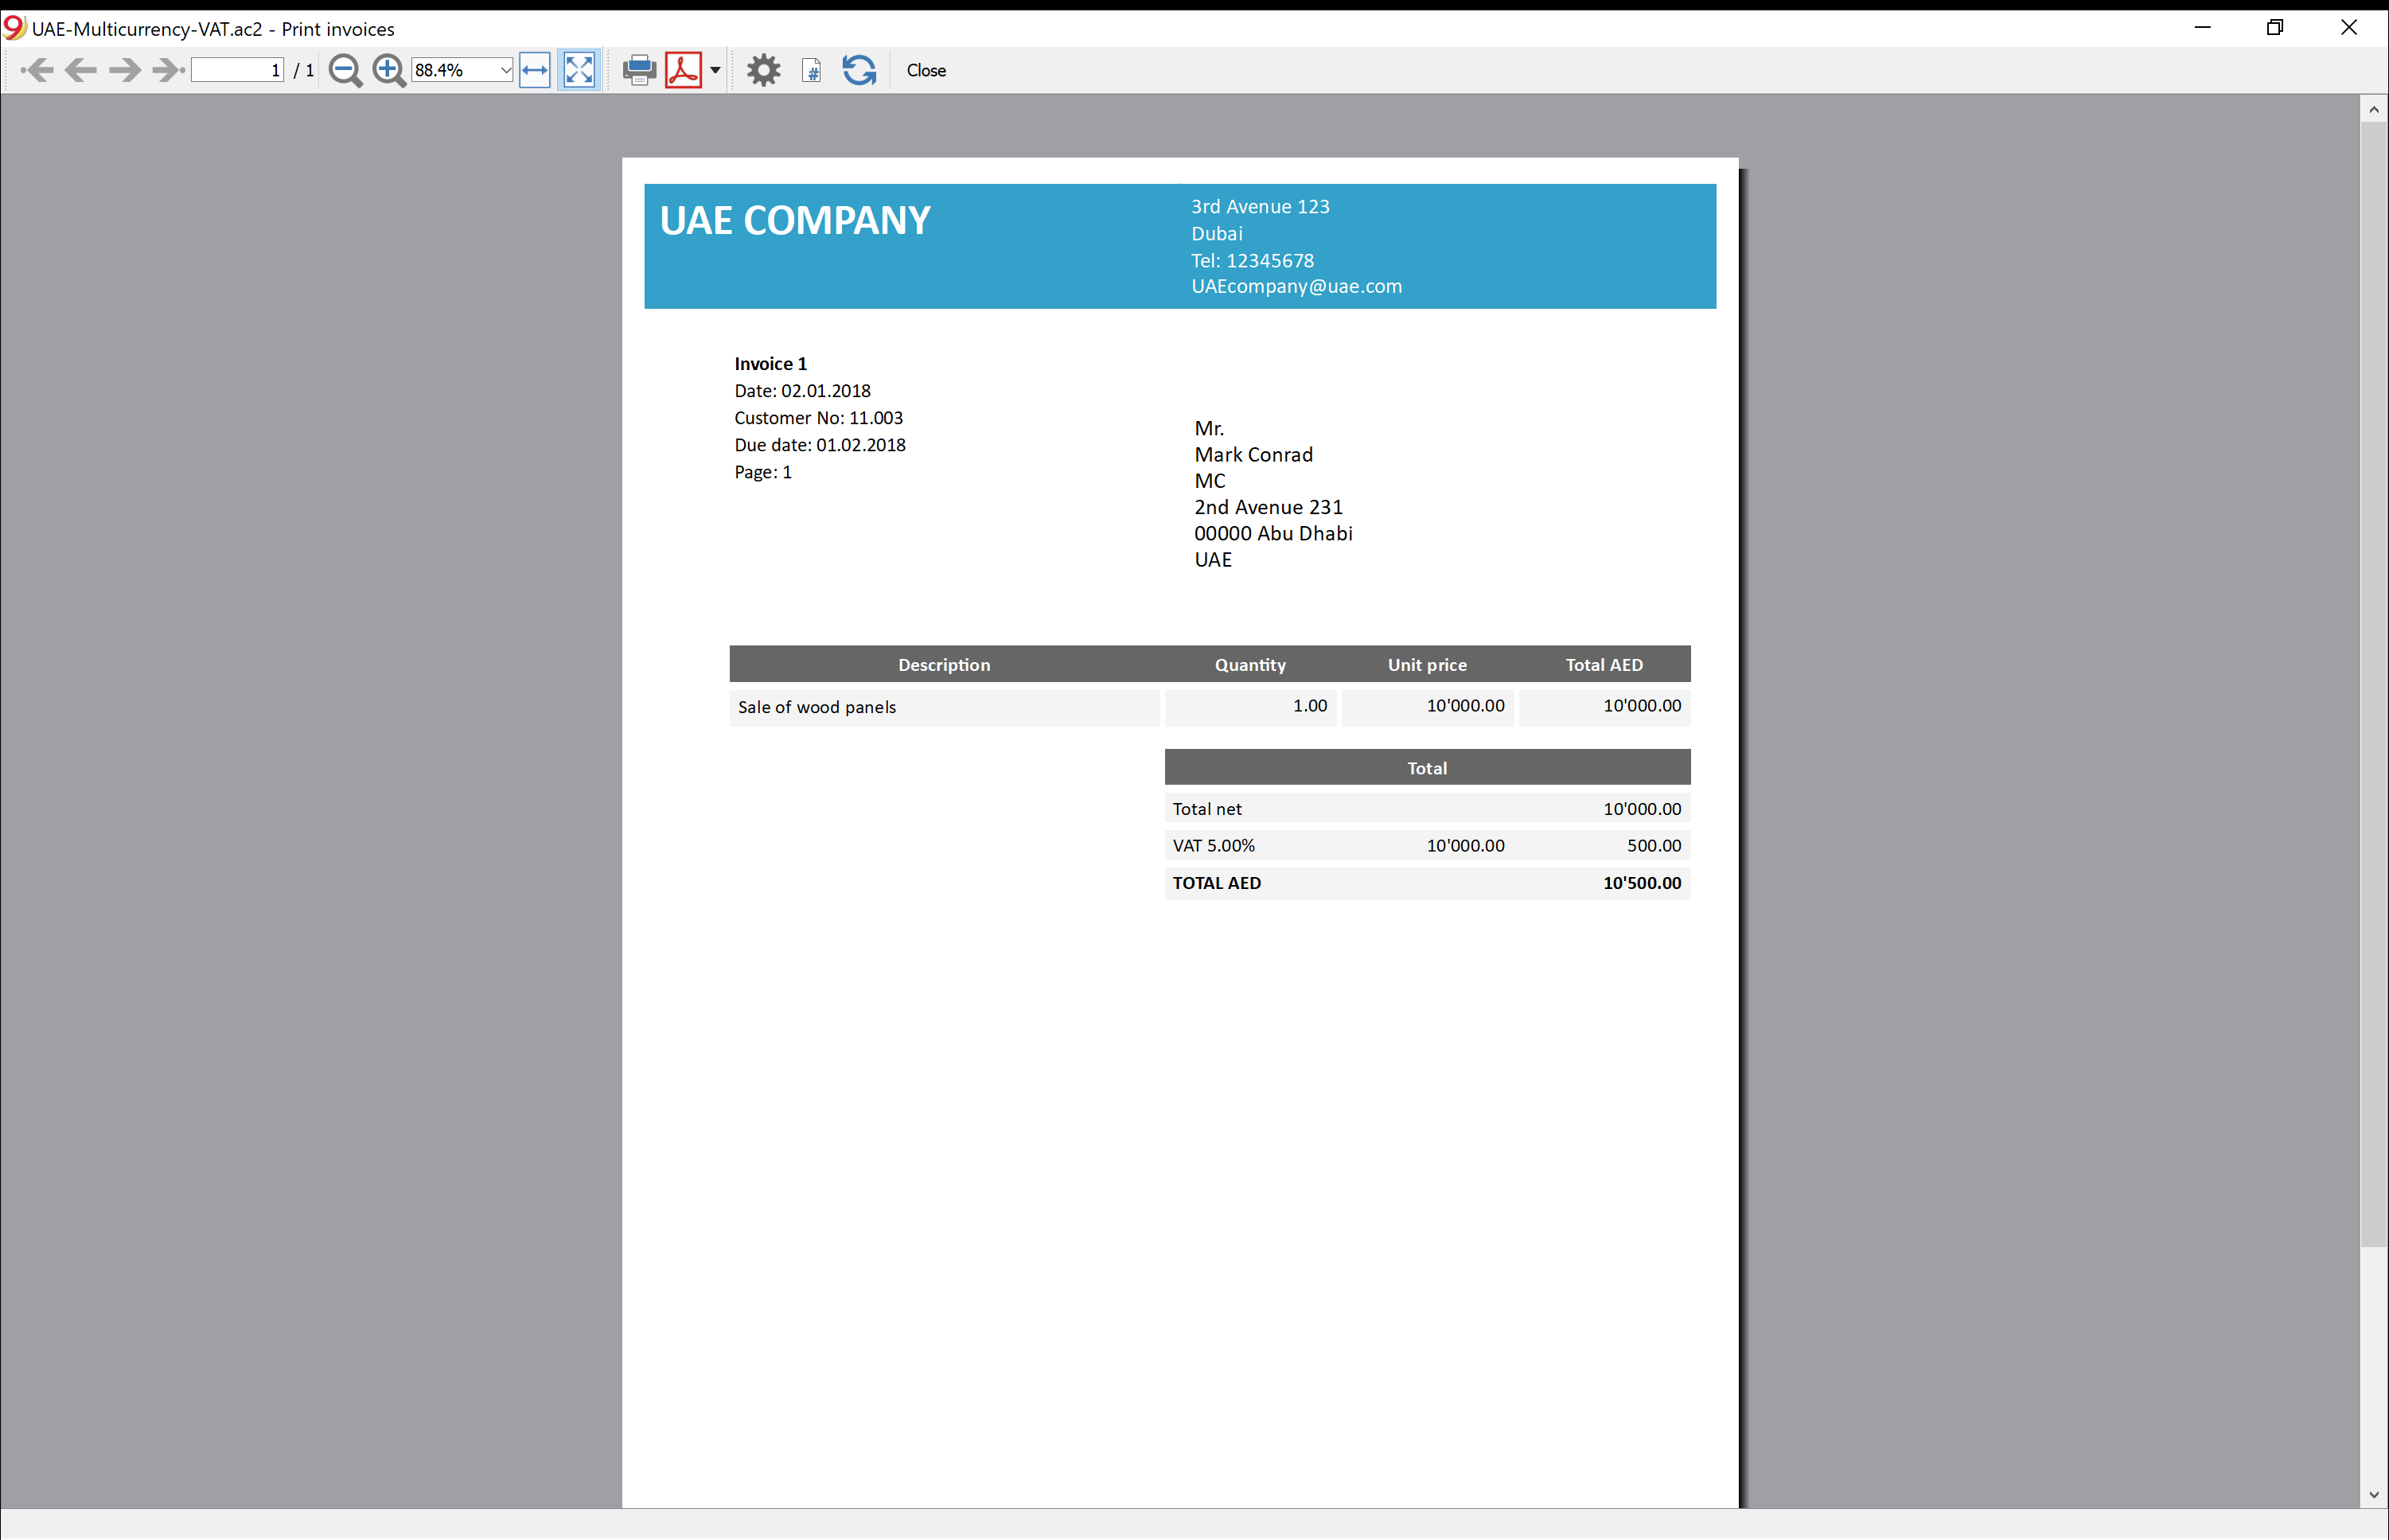 UAE-Multicurrency-VAT.ac2 - Print invoices
1 / 1 88.4% Close
UAE COMPANY
3rd Avenue 123
Dubai
Tel: 12345678
UAEcompany@uae.com
Invoice 1
Date: 02.01.2018
Customer No: 11.003
Due date: 01.02.2018
Page: 1
Mr.
Mark Conrad
MC
2nd Avenue 231
00000 Abu Dhabi
UAE
Description Quantity Unit price Total AED
Sale of wood panels 1.00 10'000.00 10'000.00
Total
Total net 10'000.00
VAT 5.00% 10'000.00 500.00
TOTAL AED 10'500.00